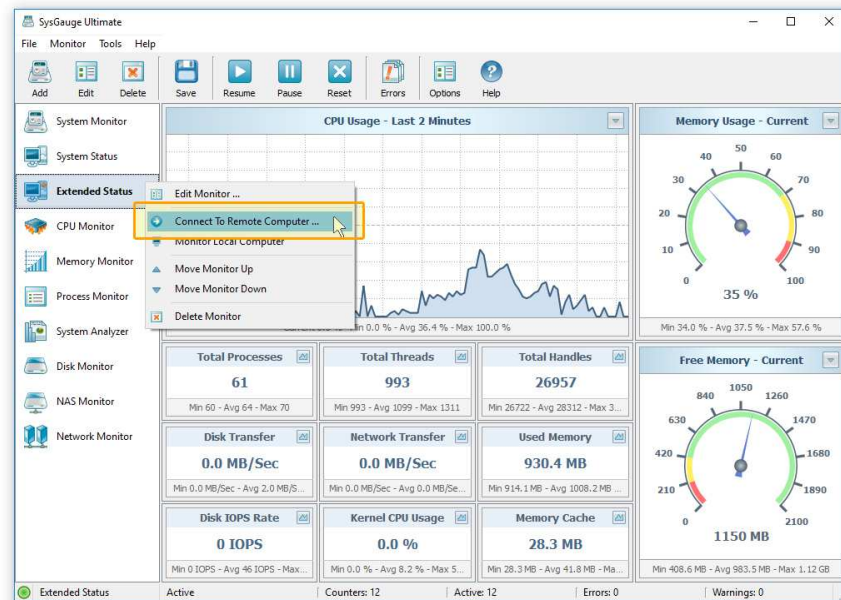 SysGauge Ultimate
File Monitor Tools Help
Add Edit Delete Save Resume Pause Reset Errors Options Help
System Monitor
System Status
Extended Status
CPU Monitor
Memory Monitor
Process Monitor
System Analyzer
Disk Monitor
NAS Monitor
Network Monitor
Edit Monitor ...
Connect To Remote Computer ...
Monitor Local Computer
Move Monitor Up
Move Monitor Down
Delete Monitor
CPU Usage - Last 2 Minutes
0.0 % - Avg 36.4 % - Max 100.0 %
Memory Usage - Current
0 10 20 30 40 50 60 70 80 90 100
35 %
Min 34.0 % - Avg 37.5 % - Max 57.6 %
Total Processes
61
Min 60 - Avg 64 - Max 70
Total Threads
993
Min 993 - Avg 1099 - Max 1311
Total Handles
26957
Min 26722 - Avg 28312 - Max 3...
Disk Transfer
0.0 MB/Sec
Min 0.0 MB/Sec - Avg 2.0 MB/S...
Network Transfer
0.0 MB/Sec
Min 0.0 MB/Sec - Avg 0.0 MB/Se...
Used Memory
930.4 MB
Min 914.1 MB - Avg 1008.2 MB ...
Disk IOPS Rate
0 IOPS
Min 0 IOPS - Avg 46 IOPS - Max...
Kernel CPU Usage
0.0 %
Min 0.0 % - Avg 8.2 % - Max 5...
Memory Cache
28.3 MB
Min 28.3 MB - Avg 41.8 MB - Ma...
Free Memory - Current
0 210 420 630 840 1050 1260 1470 1680 1890 2100
1150 MB
Min 408.6 MB - Avg 983.5 MB - Max 1.12 GB
Extended Status Active Counters: 12 Active: 12 Errors: 0 Warnings: 0